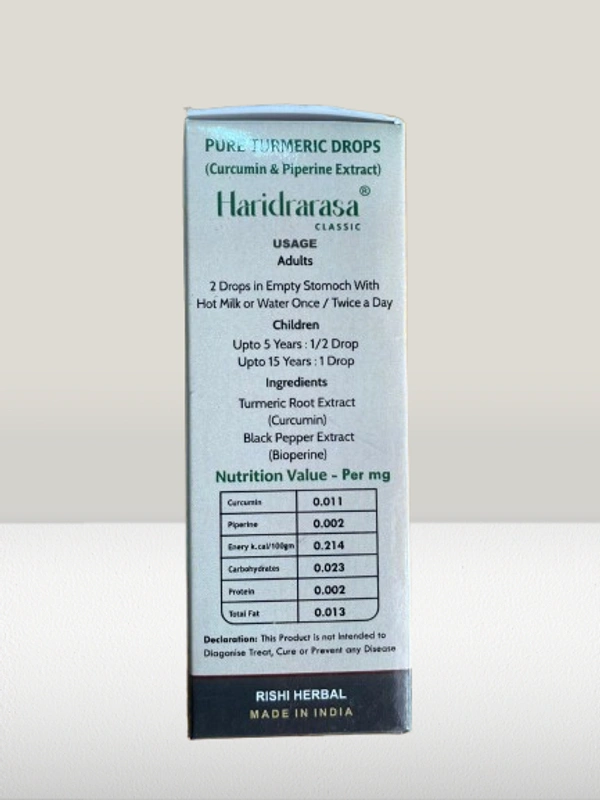 PURE TURMERIC DROPS
(Curcumin & Piperine Extract)
Haridrarasa®
CLASSIC
USAGE
Adults
2 Drops in Empty Stomoch With
Hot Milk or Water Once / Twice a Day
Children
Upto 5 Years : 1/2 Drop
Upto 15 Years : 1 Drop
Ingredients
Turmeric Root Extract
(Curcumin)
Black Pepper Extract
(Bioperine)
Nutrition Value - Per mg
Curcumin 0.011
Piperine 0.002
Enery k.cal/100gm 0.214
Carbohydrates 0.023
Protein 0.002
Total Fat 0.013
Declaration: This Product is not Intended to
Diagonise Treat, Cure or Prevent any Disease
RISHI HERBAL
MADE IN INDIA